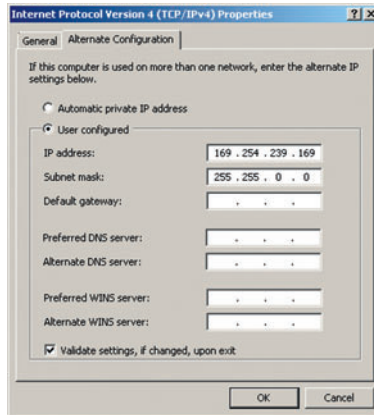 Internet Protocol Version 4 (TCP/IPv4) Properties
General
Alternate Configuration
If this computer is used on more than one network, enter the alternate IP
settings below.
Automatic private IP address
User configured
IP address: 169 . 254 . 239 . 169
Subnet mask: 255 . 255 . 0 . 0
Default gateway: . . .
Preferred DNS server: . . .
Alternate DNS server: . . .
Preferred WINS server: . . .
Alternate WINS server: . . .
Validate settings, if changed, upon exit
OK Cancel